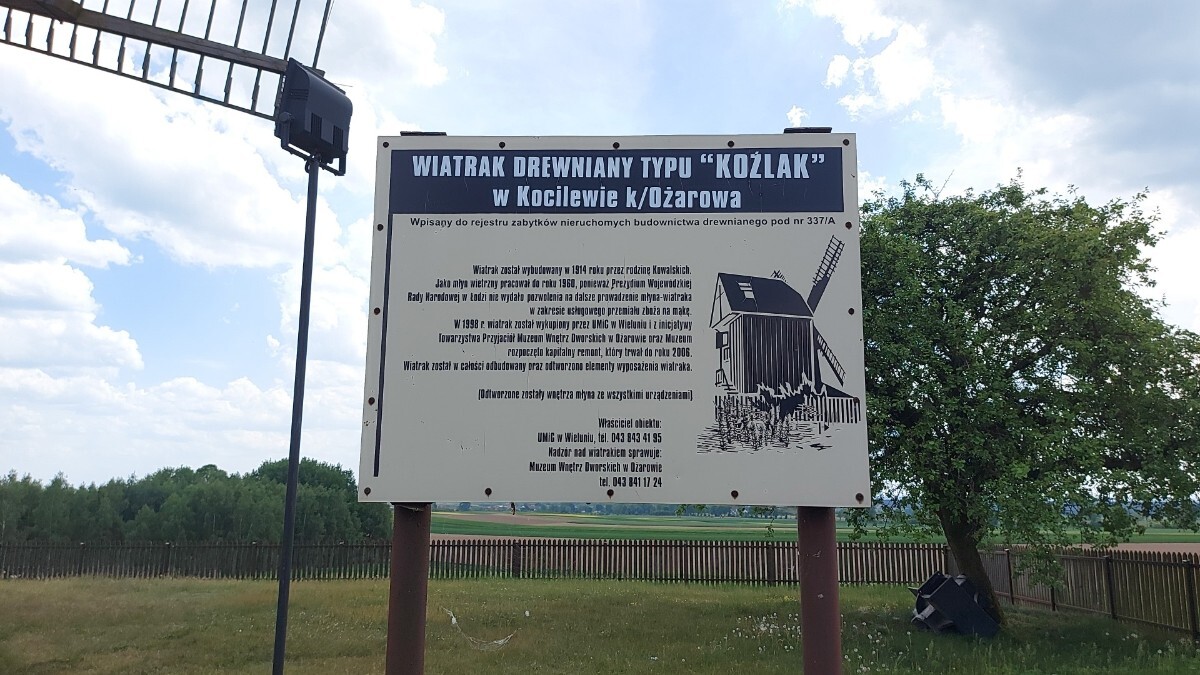 WIATRAK DREWNIANY TYPU “KOŹLAK”
w Kocilewie k/Ożarowa
Wpisany do rejestru zabytków nieruchomych budownictwa drewnianego pod nr 337/A
Wiatrak został wybudowany w 1914 roku przez rodzinę Kowalskich.
Jako młyn wietrzny pracował do roku 1960, ponieważ Prezydium Wojewódzkiej
Rady Narodowej w Łodzi nie wydało pozwolenia na dalsze prowadzenie młyna-wiatraka
w zakresie usługowego przemiału zboża na mąkę.
W 1998 r. wiatrak został wykupiony przez UMiG w Wieluniu i z inicjatywy
Towarzystwa Przyjaciół Muzeum Wnętrz Dworskich w Ożarowie oraz Muzeum
rozpoczęto kapitalny remont, który trwał do roku 2006.
Wiatrak został w całości odbudowany oraz odtworzono elementy wyposażenia wiatraka.
(Odtworzone zostały wnętrza młyna ze wszystkimi urządzeniami)
Właściciel obiektu:
UMiG w Wieluniu, tel. 043 843 41 95
Nadzór nad wiatrakiem sprawuje:
Muzeum Wnętrz Dworskich w Ożarowie
tel. 043 841 17 24